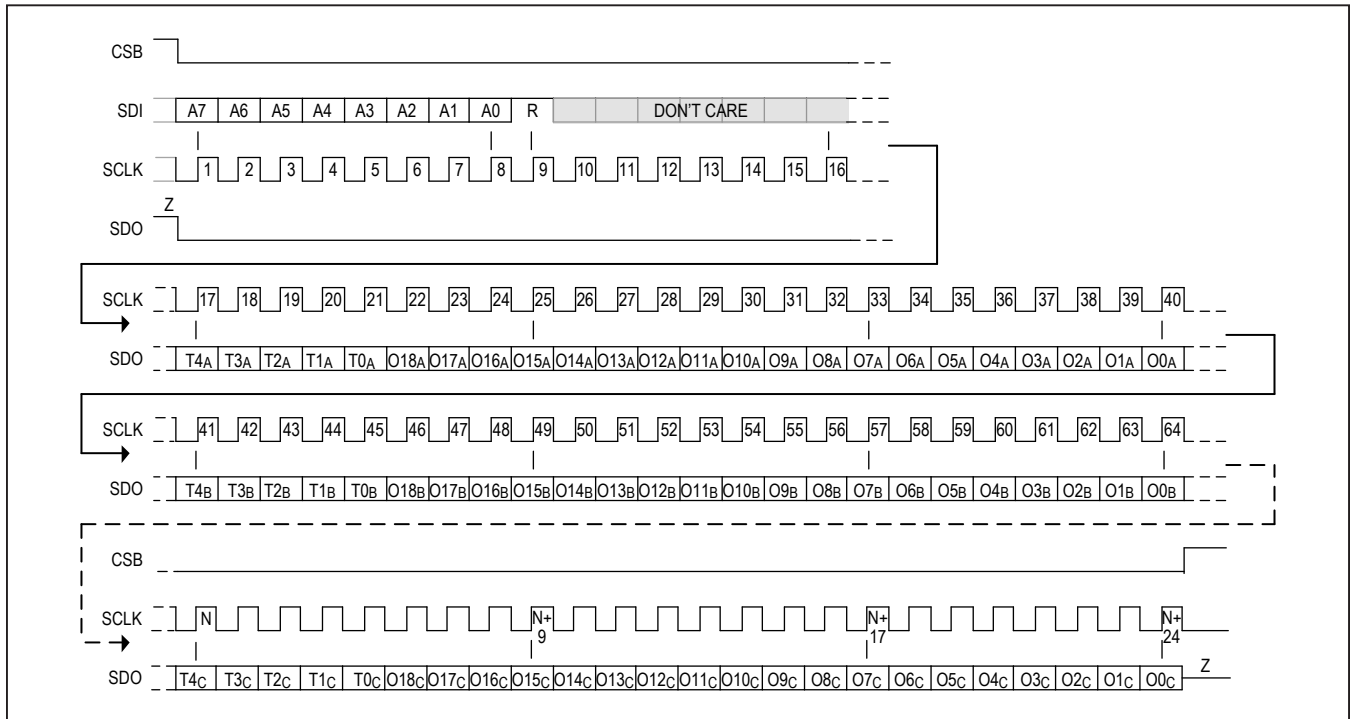 CSB
SDI A7 A6 A5 A4 A3 A2 A1 A0 R DON'T CARE
SCLK 1 2 3 4 5 6 7 8 9 10 11 12 13 14 15 16
Z
SDO
SCLK 17 18 19 20 21 22 23 24 25 26 27 28 29 30 31 32 33 34 35 36 37 38 39 40
SDO T4A T3A T2A T1A T0A O18A O17A O16A O15A O14A O13A O12A O11A O10A O9A O8A O7A O6A O5A O4A O3A O2A O1A O0A
SCLK 41 42 43 44 45 46 47 48 49 50 51 52 53 54 55 56 57 58 59 60 61 62 63 64
SDO T4B T3B T2B T1B T0B O18B O17B O16B O15B O14B O13B O12B O11B O10B O9B O8B O7B O6B O5B O4B O3B O2B O1B O0B
CSB
SCLK N N+9 N+17 N+24
SDO T4C T3C T2C T1C T0C O18C O17C O16C O15C O14C O13C O12C O11C O10C O9C O8C O7C O6C O5C O4C O3C O2C O1C O0C Z